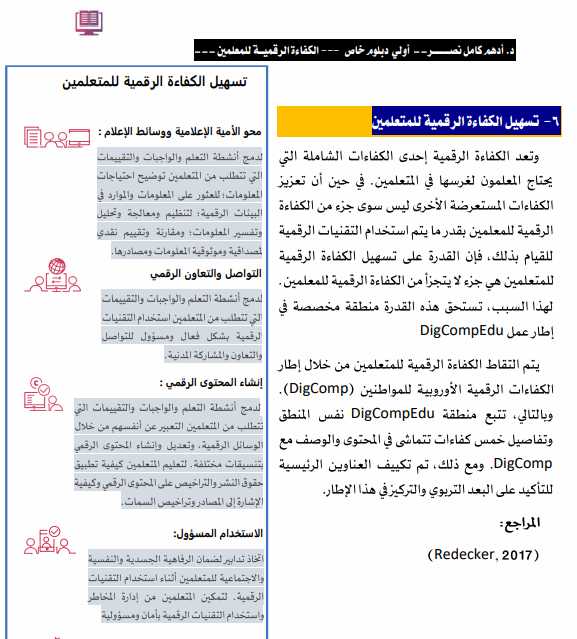 د. أدهم كامل نصــــر-- أولي دبلوم خاص --- الكفاءة الرقميــة للمعلمين ---
٦- تسهيل الكفاءة الرقمية للمتعلمين
وتعد الكفاءة الرقمية إحدى الكفاءات الشاملة التي
يحتاج المعلمون لغرسها في المتعلمين. في حين أن تعزيز
الكفاءات المستعرضة الأخرى ليس سوى جزء من الكفاءة
الرقمية للمعلمين بقدر ما يتم استخدام التقنيات الرقمية
للقيام بذلك، فإن القدرة على تسهيل الكفاءة الرقمية
للمتعلمين هي جزء لا يتجزأ من الكفاءة الرقمية للمعلمين.
لهذا السبب، تستحق هذه القدرة منطقة مخصصة في
إطار عمل DigCompEdu
يتم التقاط الكفاءة الرقمية للمتعلمين من خلال إطار
الكفاءات الرقمية الأوروبية للمواطنين (DigComp).
وبالتالي، تتبع منطقة DigCompEdu نفس المنطق
وتفاصيل خمس كفاءات تتماشى في المحتوى والوصف مع
DigComp. ومع ذلك، تم تكييف العناوين الرئيسية
للتأكيد على البعد التربوي والتركيز في هذا الإطار.
المراجع:
(Redecker, 2017)
تسهيل الكفاءة الرقمية للمتعلمين
محو الأمية الإعلامية ووسائط الإعلام :
لدمج أنشطة التعلم والواجبات والتقييمات
التي تتطلب من المتعلمين توضيح احتياجات
المعلومات؛ للعثور على المعلومات والموارد في
البيئات الرقمية؛ لتنظيم ومعالجة وتحليل
وتفسير المعلومات؛ ومقارنة وتقييم نقدي
لمصداقية وموثوقية المعلومات ومصادرها.
التواصل والتعاون الرقمي
لدمج أنشطة التعلم والواجبات والتقييمات
التي تتطلب من المتعلمين استخدام التقنيات
الرقمية بشكل فعال ومسؤول للتواصل
والتعاون والمشاركة المدنية.
إنشاء المحتوى الرقمي :
لدمج أنشطة التعلم والواجبات والتقييمات التي
تتطلب من المتعلمين التعبير عن أنفسهم من خلال
الوسائل الرقمية، وتعديل وإنشاء المحتوى الرقمي
بتنسيقات مختلفة. لتعليم المتعلمين كيفية تطبيق
حقوق النشر والتراخيص على المحتوى الرقمي وكيفية
الإشارة إلى المصادر وتراخيص السمات.
الاستخدام المسؤول:
اتخاذ تدابير لضمان الرفاهية الجسدية والنفسية
والاجتماعية للمتعلمين أثناء استخدام التقنيات
الرقمية. لتمكين المتعلمين من إدارة المخاطر
واستخدام التقنيات الرقمية بأمان ومسؤولية